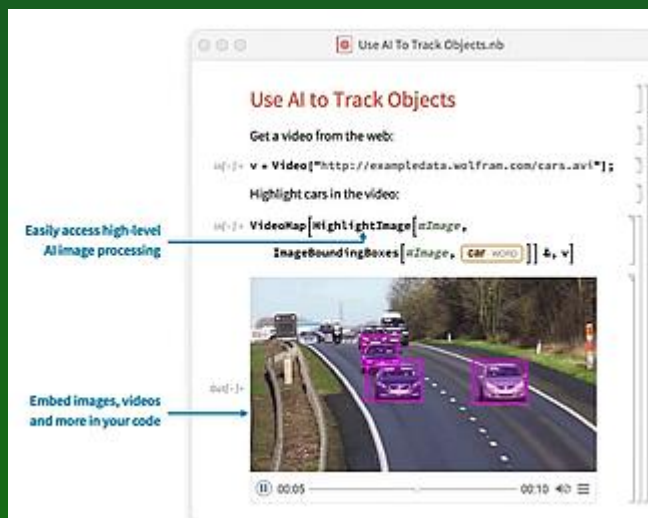 Use AI To Track Objects.nb
Use AI to Track Objects
Get a video from the web:
In[-]:= v = Video["http://exampledata.wolfram.com/cars.avi"];
Highlight cars in the video:
In[-]:= VideoMap[HighlightImage[#Image,
ImageBoundingBoxes[#Image, car WORD]] &, v]
Easily access high-level
AI image processing
Out[-]=
Embed images, videos
and more in your code
00:05 00:10